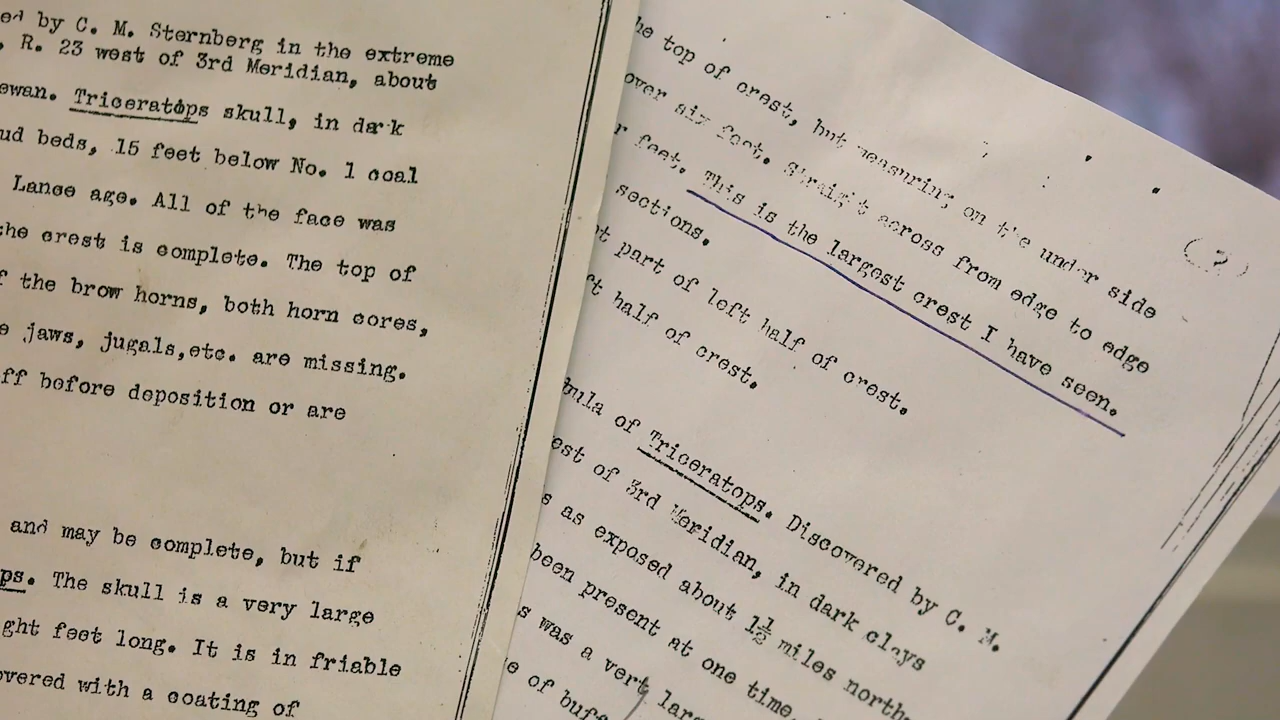 by C. M. Sternberg in the extreme
R. 23 west of 3rd Meridian, about
ewan. Triceratops skull, in dark
ud beds, 15 feet below No. 1 coal
Lance age. All of the face was
the crest is complete. The top of
f the brow horns, both horn cores,
e jaws, jugals,etc. are missing.
ff before deposition or are
and may be complete, but if
ps. The skull is a very large
ght feet long. It is in friable
overed with a coating of
he top of crest, but measuring on the under side
over six feet. Straight across from edge to edge
r feet. This is the largest crest I have seen.
sections.
part of left half of crest.
ft half of crest.
(2)
bula of Triceratops. Discovered by C. M.
est of 3rd Meridian, in dark clays
s as exposed about 1½ miles north
been present at one time.
s was a very larg
e of buff